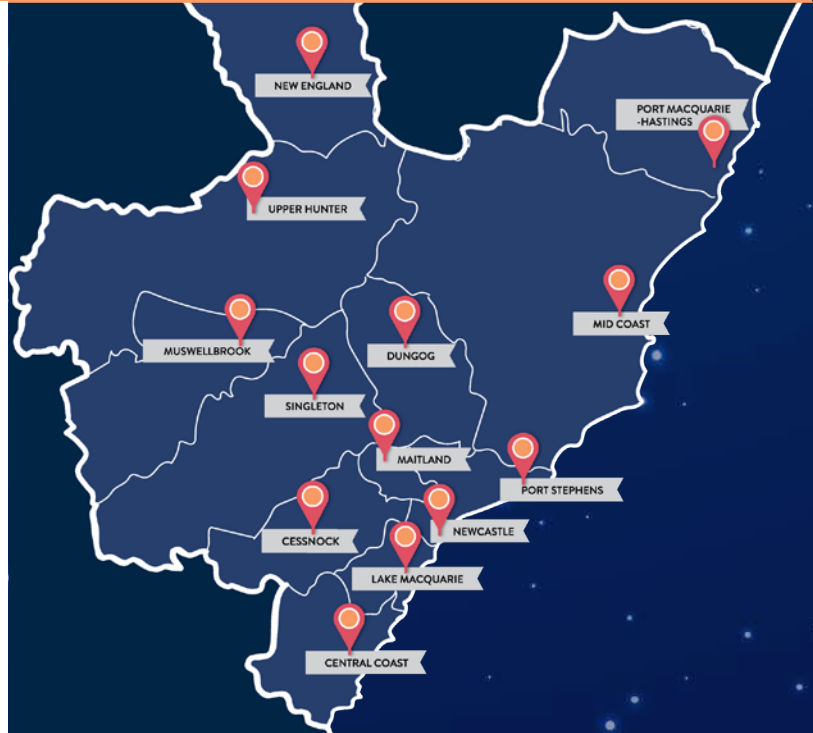 NEW ENGLAND
PORT MACQUARIE
-HASTINGS
UPPER HUNTER
MID COAST
MUSWELLBROOK
DUNGOG
SINGLETON
MAITLAND
PORT STEPHENS
NEWCASTLE
CESSNOCK
LAKE MACQUARIE
CENTRAL COAST